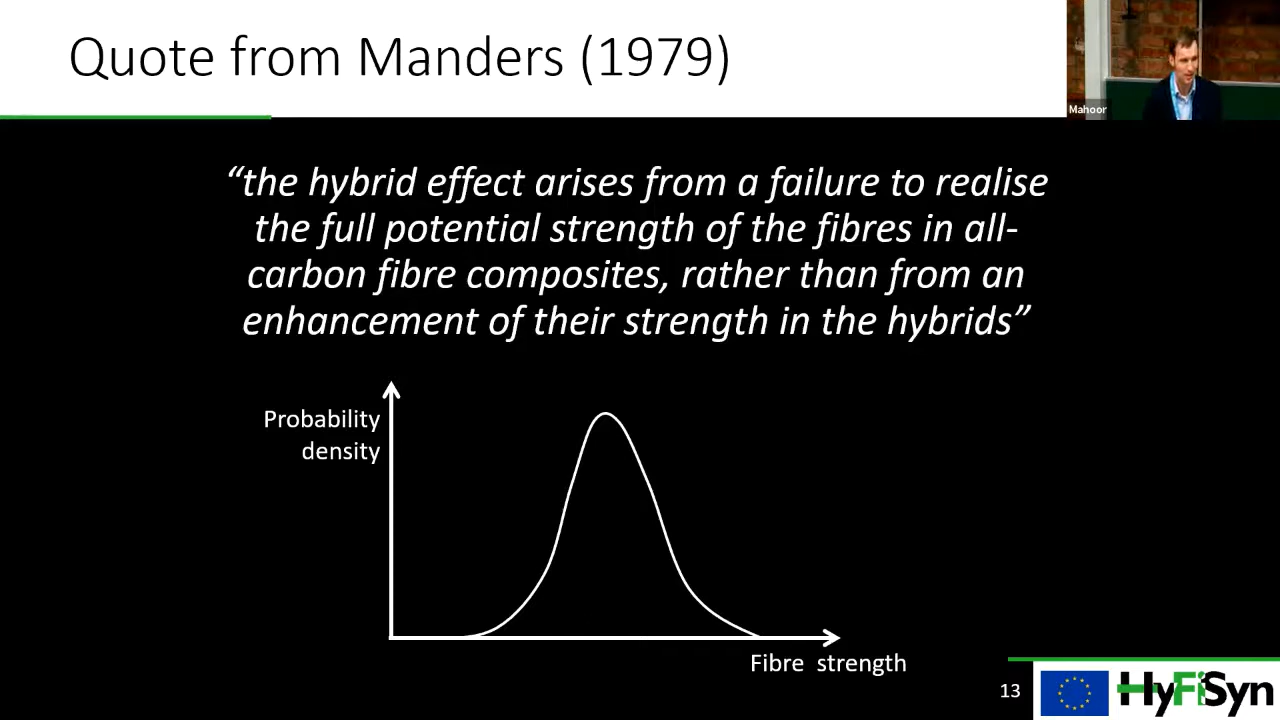 Quote from Manders (1979)
Mahoor
“the hybrid effect arises from a failure to realise
the full potential strength of the fibres in all-
carbon fibre composites, rather than from an
enhancement of their strength in the hybrids”
Probability
density
Fibre strength
13
HyFiSyn